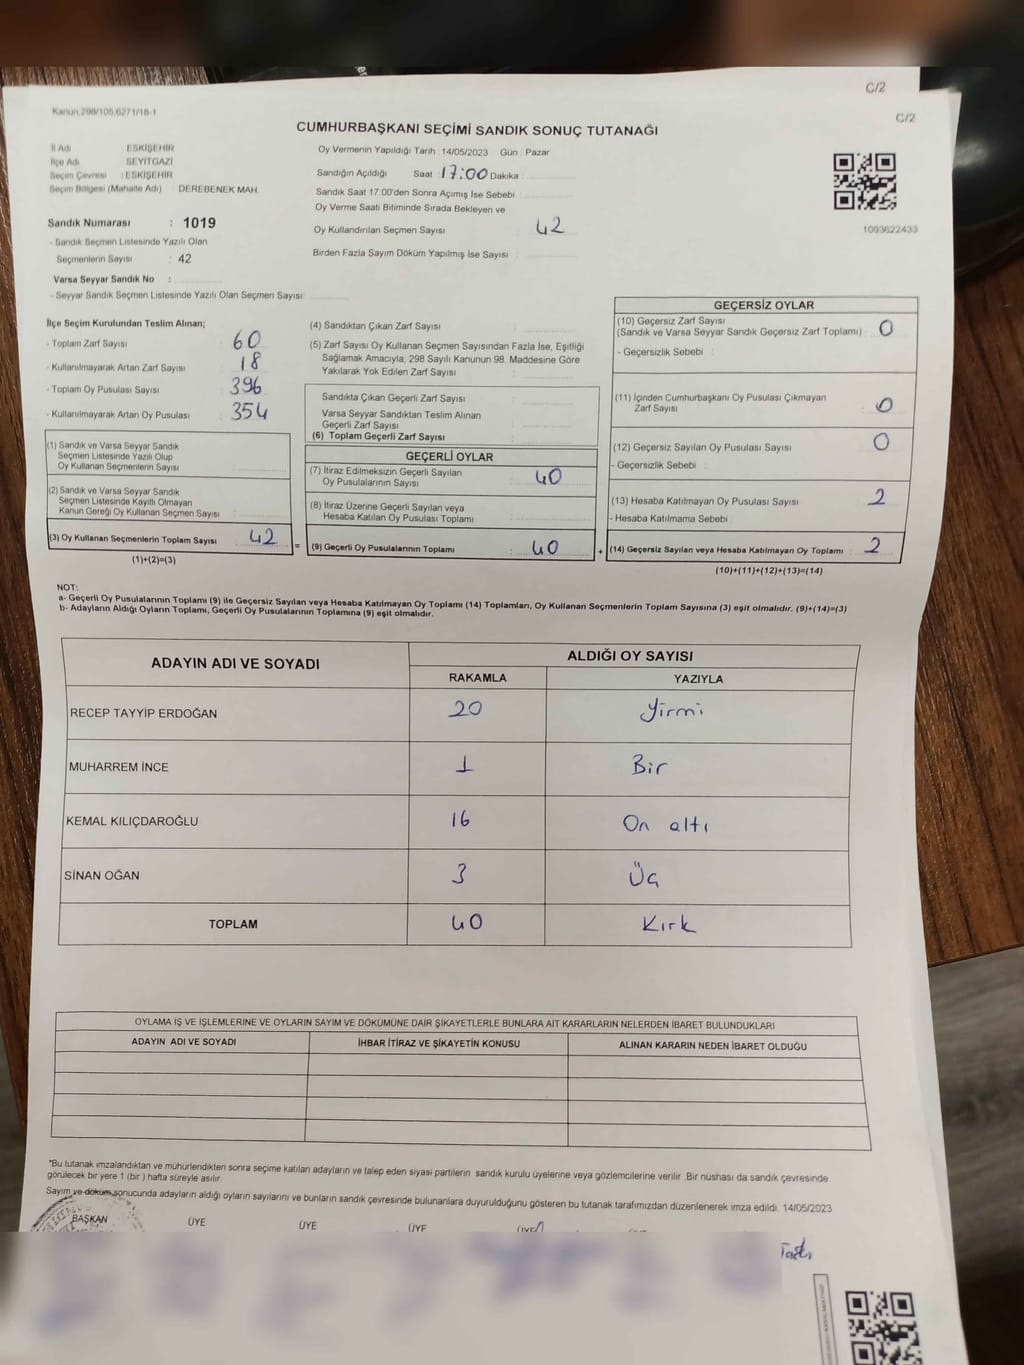 C/2
C/2
Kanun:298/105,6271/18-1
CUMHURBAŞKANI SEÇİMİ SANDIK SONUÇ TUTANAĞI
İl Adı : ESKİŞEHİR
İlçe Adı : SEYİTGAZİ
Seçim Çevresi : ESKİŞEHİR
Seçim Bölgesi (Mahalle Adı) : DEREBENEK MAH.
Sandık Numarası : 1019
- Sandık Seçmen Listesinde Yazılı Olan
Seçmenlerin Sayısı : 42
Varsa Seyyar Sandık No :
- Seyyar Sandık Seçmen Listesinde Yazılı Olan Seçmen Sayısı:
Oy Vermenin Yapıldığı Tarih : 14/05/2023 Gün : Pazar
Sandığın Açıldığı Saat 17:00 Dakika :
Sandık Saat 17.00'den Sonra Açımış İse Sebebi :
Oy Verme Saati Bitiminde Sırada Bekleyen ve
Oy Kullandırılan Seçmen Sayısı : 42
Birden Fazla Sayım Döküm Yapılmış İse Sayısı :
1093622433
İlçe Seçim Kurulundan Teslim Alınan;
- Toplam Zarf Sayısı : 60
- Kullanılmayarak Artan Zarf Sayısı : 18
- Toplam Oy Pusulası Sayısı : 396
- Kullanılmayarak Artan Oy Pusulası : 354
(1) Sandık ve Varsa Seyyar Sandık
Seçmen Listesinde Yazılı Olup
Oy Kullanan Seçmenlerin Sayısı :
(2) Sandık ve Varsa Seyyar Sandık
Seçmen Listesinde Kayıtlı Olmayan
Kanun Gereği Oy Kullanan Seçmen Sayısı :
(3) Oy Kullanan Seçmenlerin Toplam Sayısı : 42
(1)+(2)=(3)
(4) Sandıktan Çıkan Zarf Sayısı :
(5) Zarf Sayısı Oy Kullanan Seçmen Sayısından Fazla İse, Eşitliği
Sağlamak Amacıyla, 298 Sayılı Kanunun 98. Maddesine Göre
Yakılarak Yok Edilen Zarf Sayısı :
Sandıkta Çıkan Geçerli Zarf Sayısı :
Varsa Seyyar Sandıktan Teslim Alınan
Geçerli Zarf Sayısı :
(6) Toplam Geçerli Zarf Sayısı :
GEÇERLİ OYLAR
(7) İtiraz Edilmeksizin Geçerli Sayılan
Oy Pusulalarının Sayısı : 40
(8) İtiraz Üzerine Geçerli Sayılan veya
Hesaba Katılan Oy Pusulası Toplamı :
= (9) Geçerli Oy Pusulalarının Toplamı : 40 +
GEÇERSİZ OYLAR
(10) Geçersiz Zarf Sayısı
(Sandık ve Varsa Seyyar Sandık Geçersiz Zarf Toplamı) : 0
- Geçersizlik Sebebi :
(11) İçinden Cumhurbaşkanı Oy Pusulası Çıkmayan
Zarf Sayısı : 0
(12) Geçersiz Sayılan Oy Pusulası Sayısı : 0
- Geçersizlik Sebebi :
(13) Hesaba Katılmayan Oy Pusulası Sayısı : 2
- Hesaba Katılmama Sebebi :
(14) Geçersiz Sayılan veya Hesaba Katılmayan Oy Toplamı : 2
(10)+(11)+(12)+(13)=(14)
NOT:
a- Geçerli Oy Pusulalarının Toplamı (9) ile Geçersiz Sayılan veya Hesaba Katılmayan Oy Toplamı (14) Toplamları, Oy Kullanan Seçmenlerin Toplam Sayısına (3) eşit olmalıdır. (9)+(14)=(3)
b- Adayların Aldığı Oyların Toplamı, Geçerli Oy Pusulalarının Toplamına (9) eşit olmalıdır.
ADAYIN ADI VE SOYADI
ALDIĞI OY SAYISI
RAKAMLA YAZIYLA
RECEP TAYYİP ERDOĞAN 20 Yirmi
MUHARREM İNCE 1 Bir
KEMAL KILIÇDAROĞLU 16 On altı
SİNAN OĞAN 3 Üç
TOPLAM 40 Kırk
OYLAMA İŞ VE İŞLEMLERİNE VE OYLARIN SAYIM VE DÖKÜMÜNE DAİR ŞİKAYETLERLE BUNLARA AİT KARARLARIN NELERDEN İBARET BULUNDUKLARI
ADAYIN ADI VE SOYADI İHBAR İTİRAZ VE ŞİKAYETİN KONUSU ALINAN KARARIN NEDEN İBARET OLDUĞU
*Bu tutanak imzalandıktan ve mühürlendikten sonra seçime katılan adayların ve talep eden siyasi partilerin sandık kurulu üyelerine veya gözlemcilerine verilir. Bir nüshası da sandık çevresinde
görülecek bir yere 1 (bir ) hafta süreyle asılır.
Sayım ve döküm sonucunda adayların aldığı oyların sayılarını ve bunların sandık çevresinde bulunanlara duyurulduğunu gösteren bu tutanak tarafımızdan düzenlenerek imza edildi. 14/05/2023
BAŞKAN ÜYE ÜYE ÜYE ÜYE